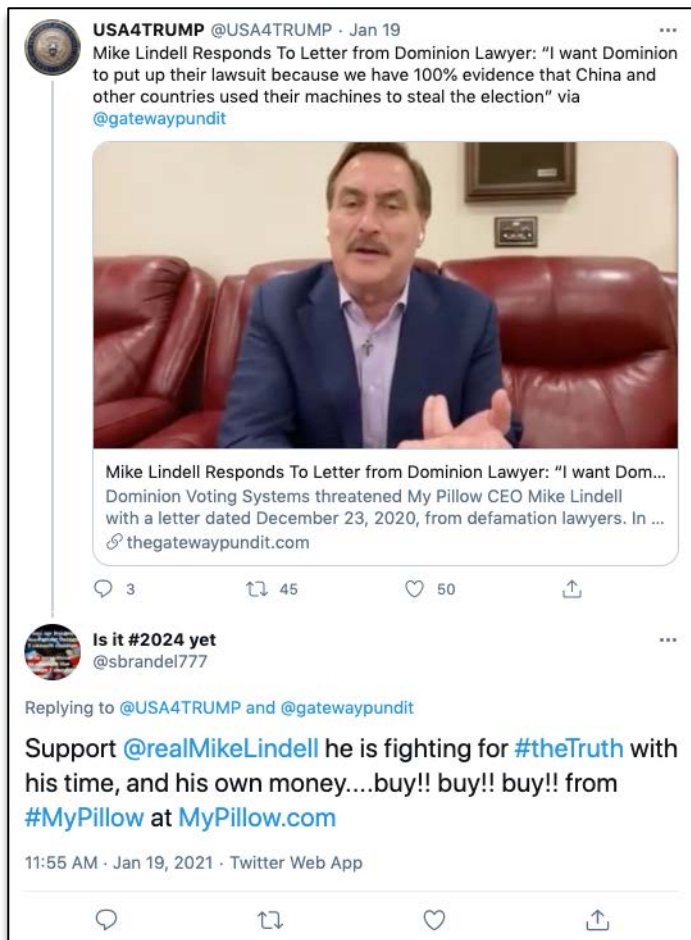 USA4TRUMP @USA4TRUMP · Jan 19
Mike Lindell Responds To Letter from Dominion Lawyer: “I want Dominion
to put up their lawsuit because we have 100% evidence that China and
other countries used their machines to steal the election” via
@gatewaypundit
Mike Lindell Responds To Letter from Dominion Lawyer: “I want Dom...
Dominion Voting Systems threatened My Pillow CEO Mike Lindell
with a letter dated December 23, 2020, from defamation lawyers. In ...
thegatewaypundit.com
3 45 50
Is it #2024 yet
@sbrandel777
Replying to @USA4TRUMP and @gatewaypundit
Support @realMikeLindell he is fighting for #theTruth with
his time, and his own money....buy!! buy!! buy!! from
#MyPillow at MyPillow.com
11:55 AM · Jan 19, 2021 · Twitter Web App